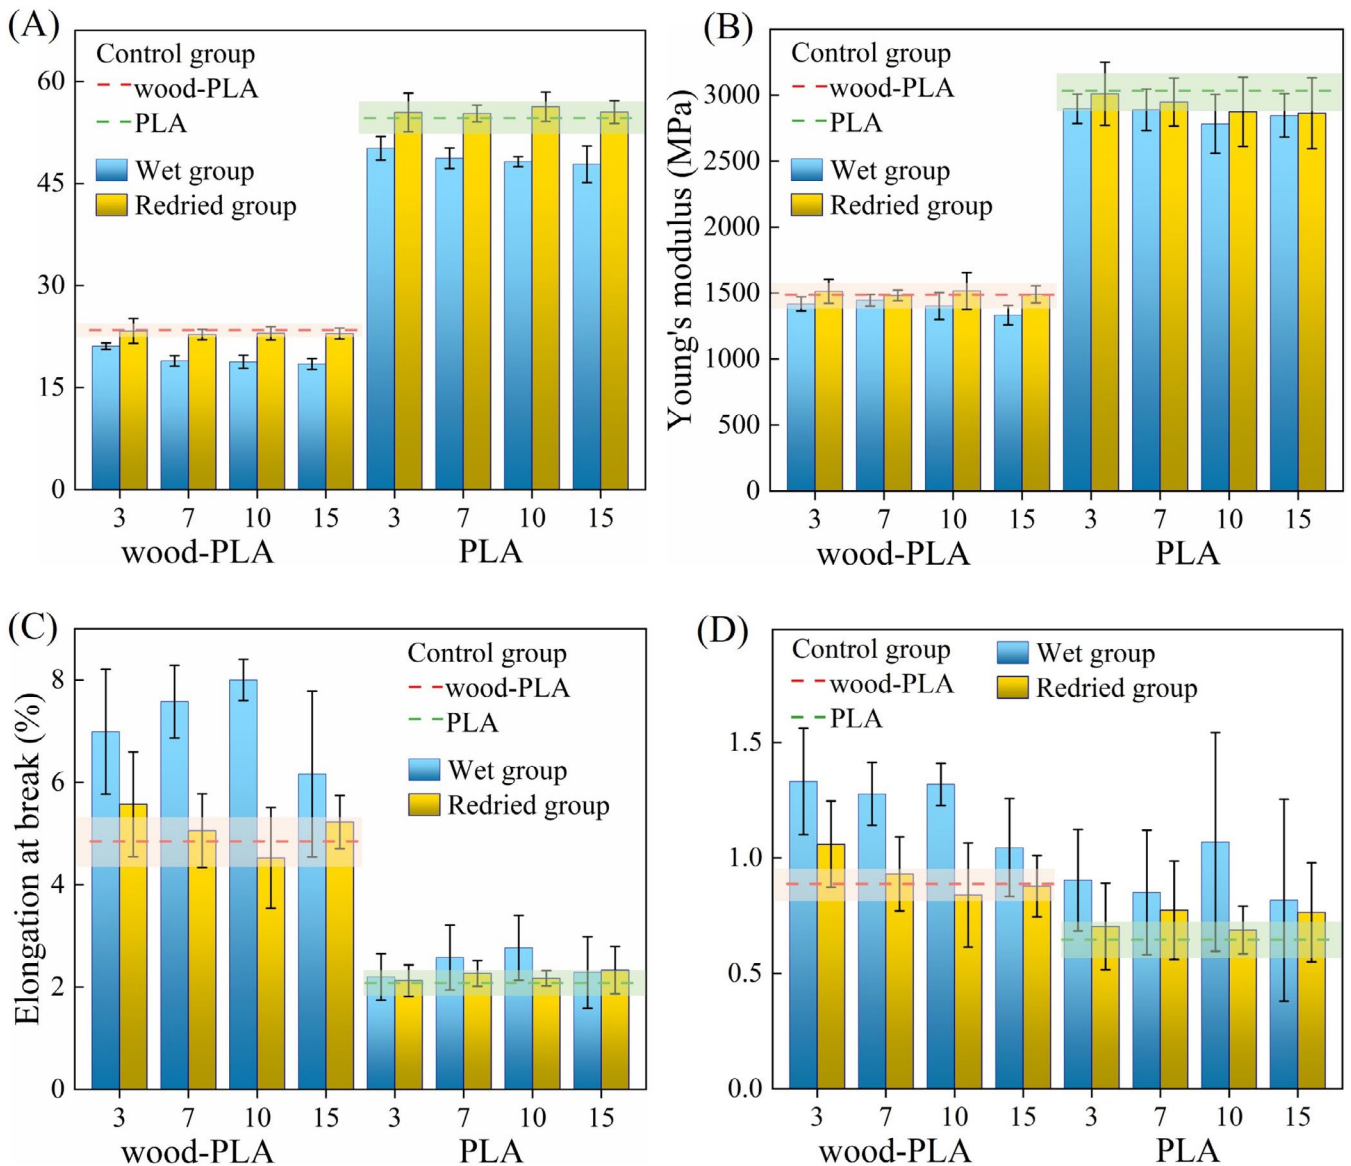 (A)
Control group
wood-PLA
PLA
Wet group
Redried group
60
45
30
15
0
3 7 10 15 3 7 10 15
wood-PLA PLA
(B)
Control group
wood-PLA
PLA
Wet group
Redried group
Young's modulus (MPa)
3000
2500
2000
1500
1000
500
0
3 7 10 15 3 7 10 15
wood-PLA PLA
(C)
Control group
wood-PLA
PLA
Wet group
Redried group
Elongation at break (%)
8
6
4
2
0
3 7 10 15 3 7 10 15
wood-PLA PLA
(D)
Control group
wood-PLA
PLA
Wet group
Redried group
1.5
1.0
0.5
0.0
3 7 10 15 3 7 10 15
wood-PLA PLA